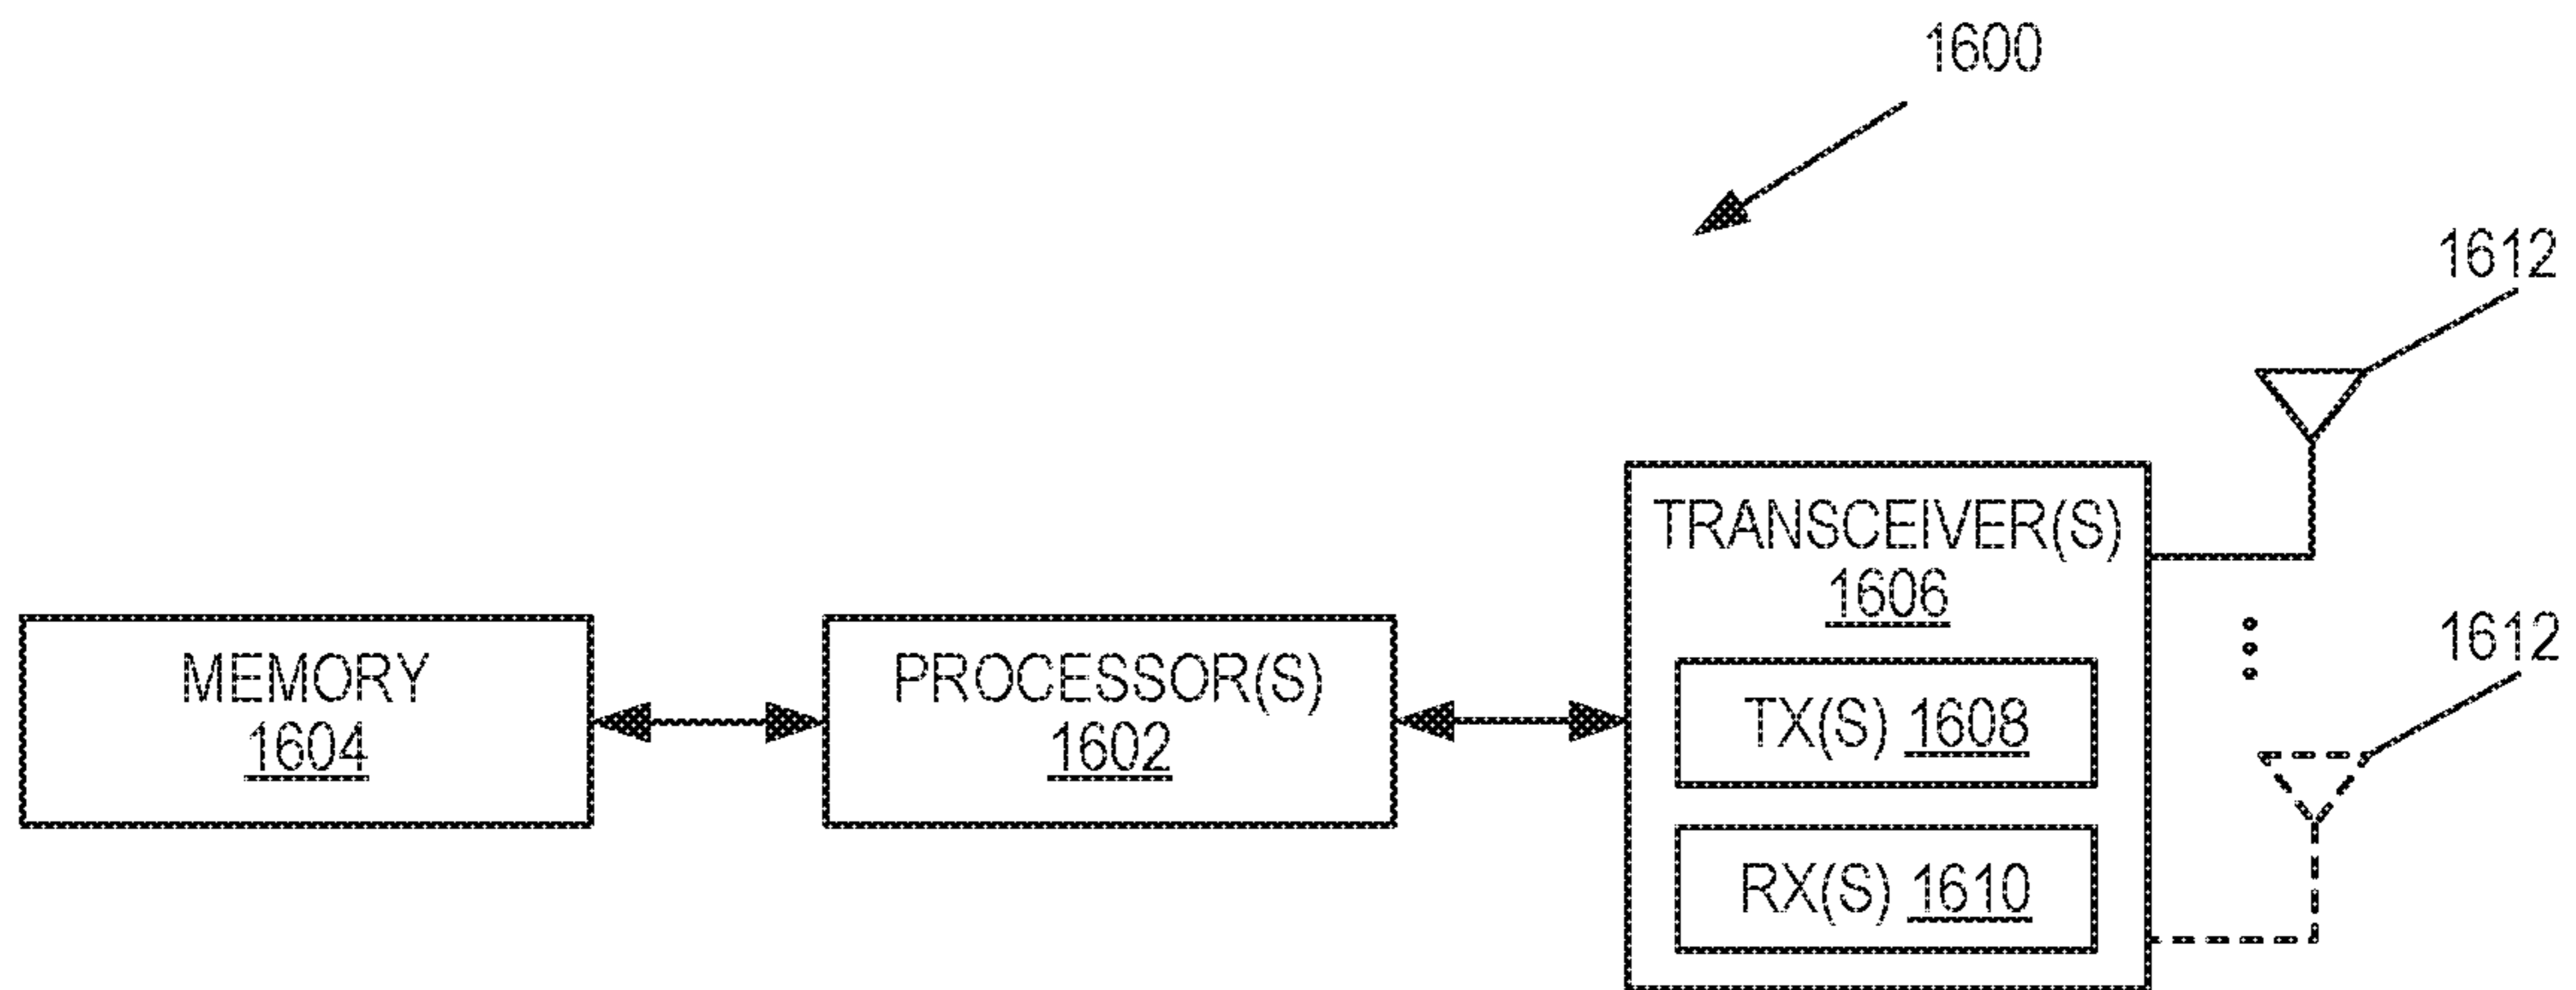 1600
1612
TRANSCEIVER(S)
1606
1612
MEMORY
1604
PROCESSOR(S)
1602
TX(S) 1608
RX(S) 1610